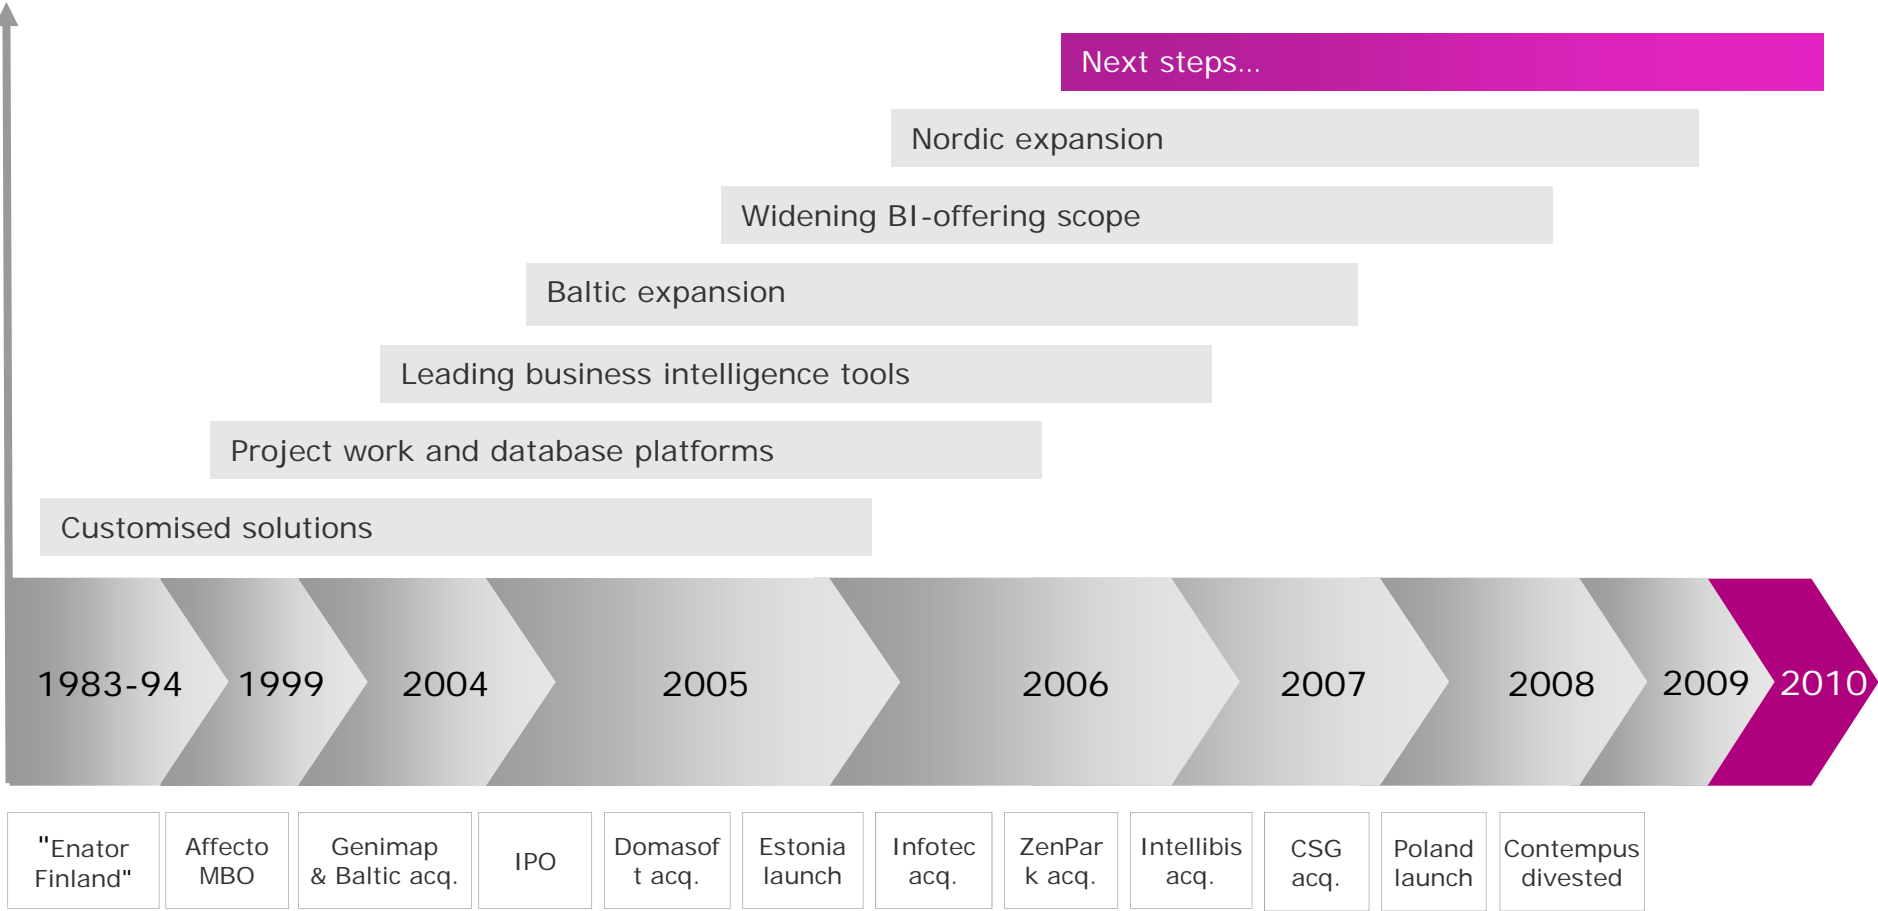 Next steps...
Nordic expansion
Widening BI-offering scope
Baltic expansion
Leading business intelligence tools
Project work and database platforms
Customised solutions
1983-94
1999
2004
2005
2006
2007
2008
2009
2010
"Enator
Finland"
Affecto
MBO
Genimap
& Baltic acq.
IPO
Domasof
t acq.
Estonia
launch
Infotec
acq.
ZenPar
k acq.
Intellibis
acq.
CSG
acq.
Poland
launch
Contempus
divested